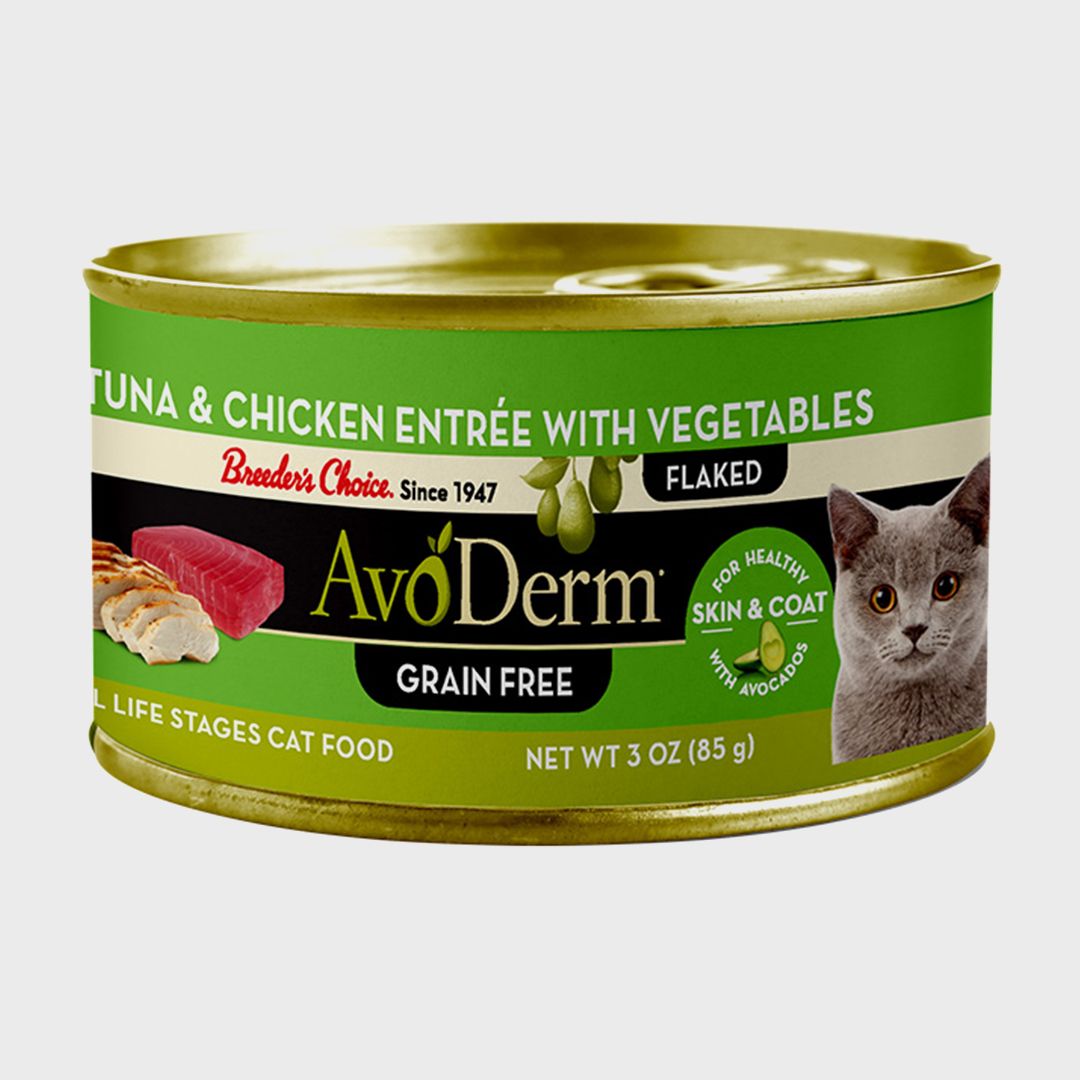 TUNA & CHICKEN ENTRÉE WITH VEGETABLES
Breeder's Choice. Since 1947
FLAKED
AvoDerm
GRAIN FREE
FOR HEALTHY
SKIN & COAT
WITH AVOCADOS
L LIFE STAGES CAT FOOD
NET WT 3 OZ (85 g)